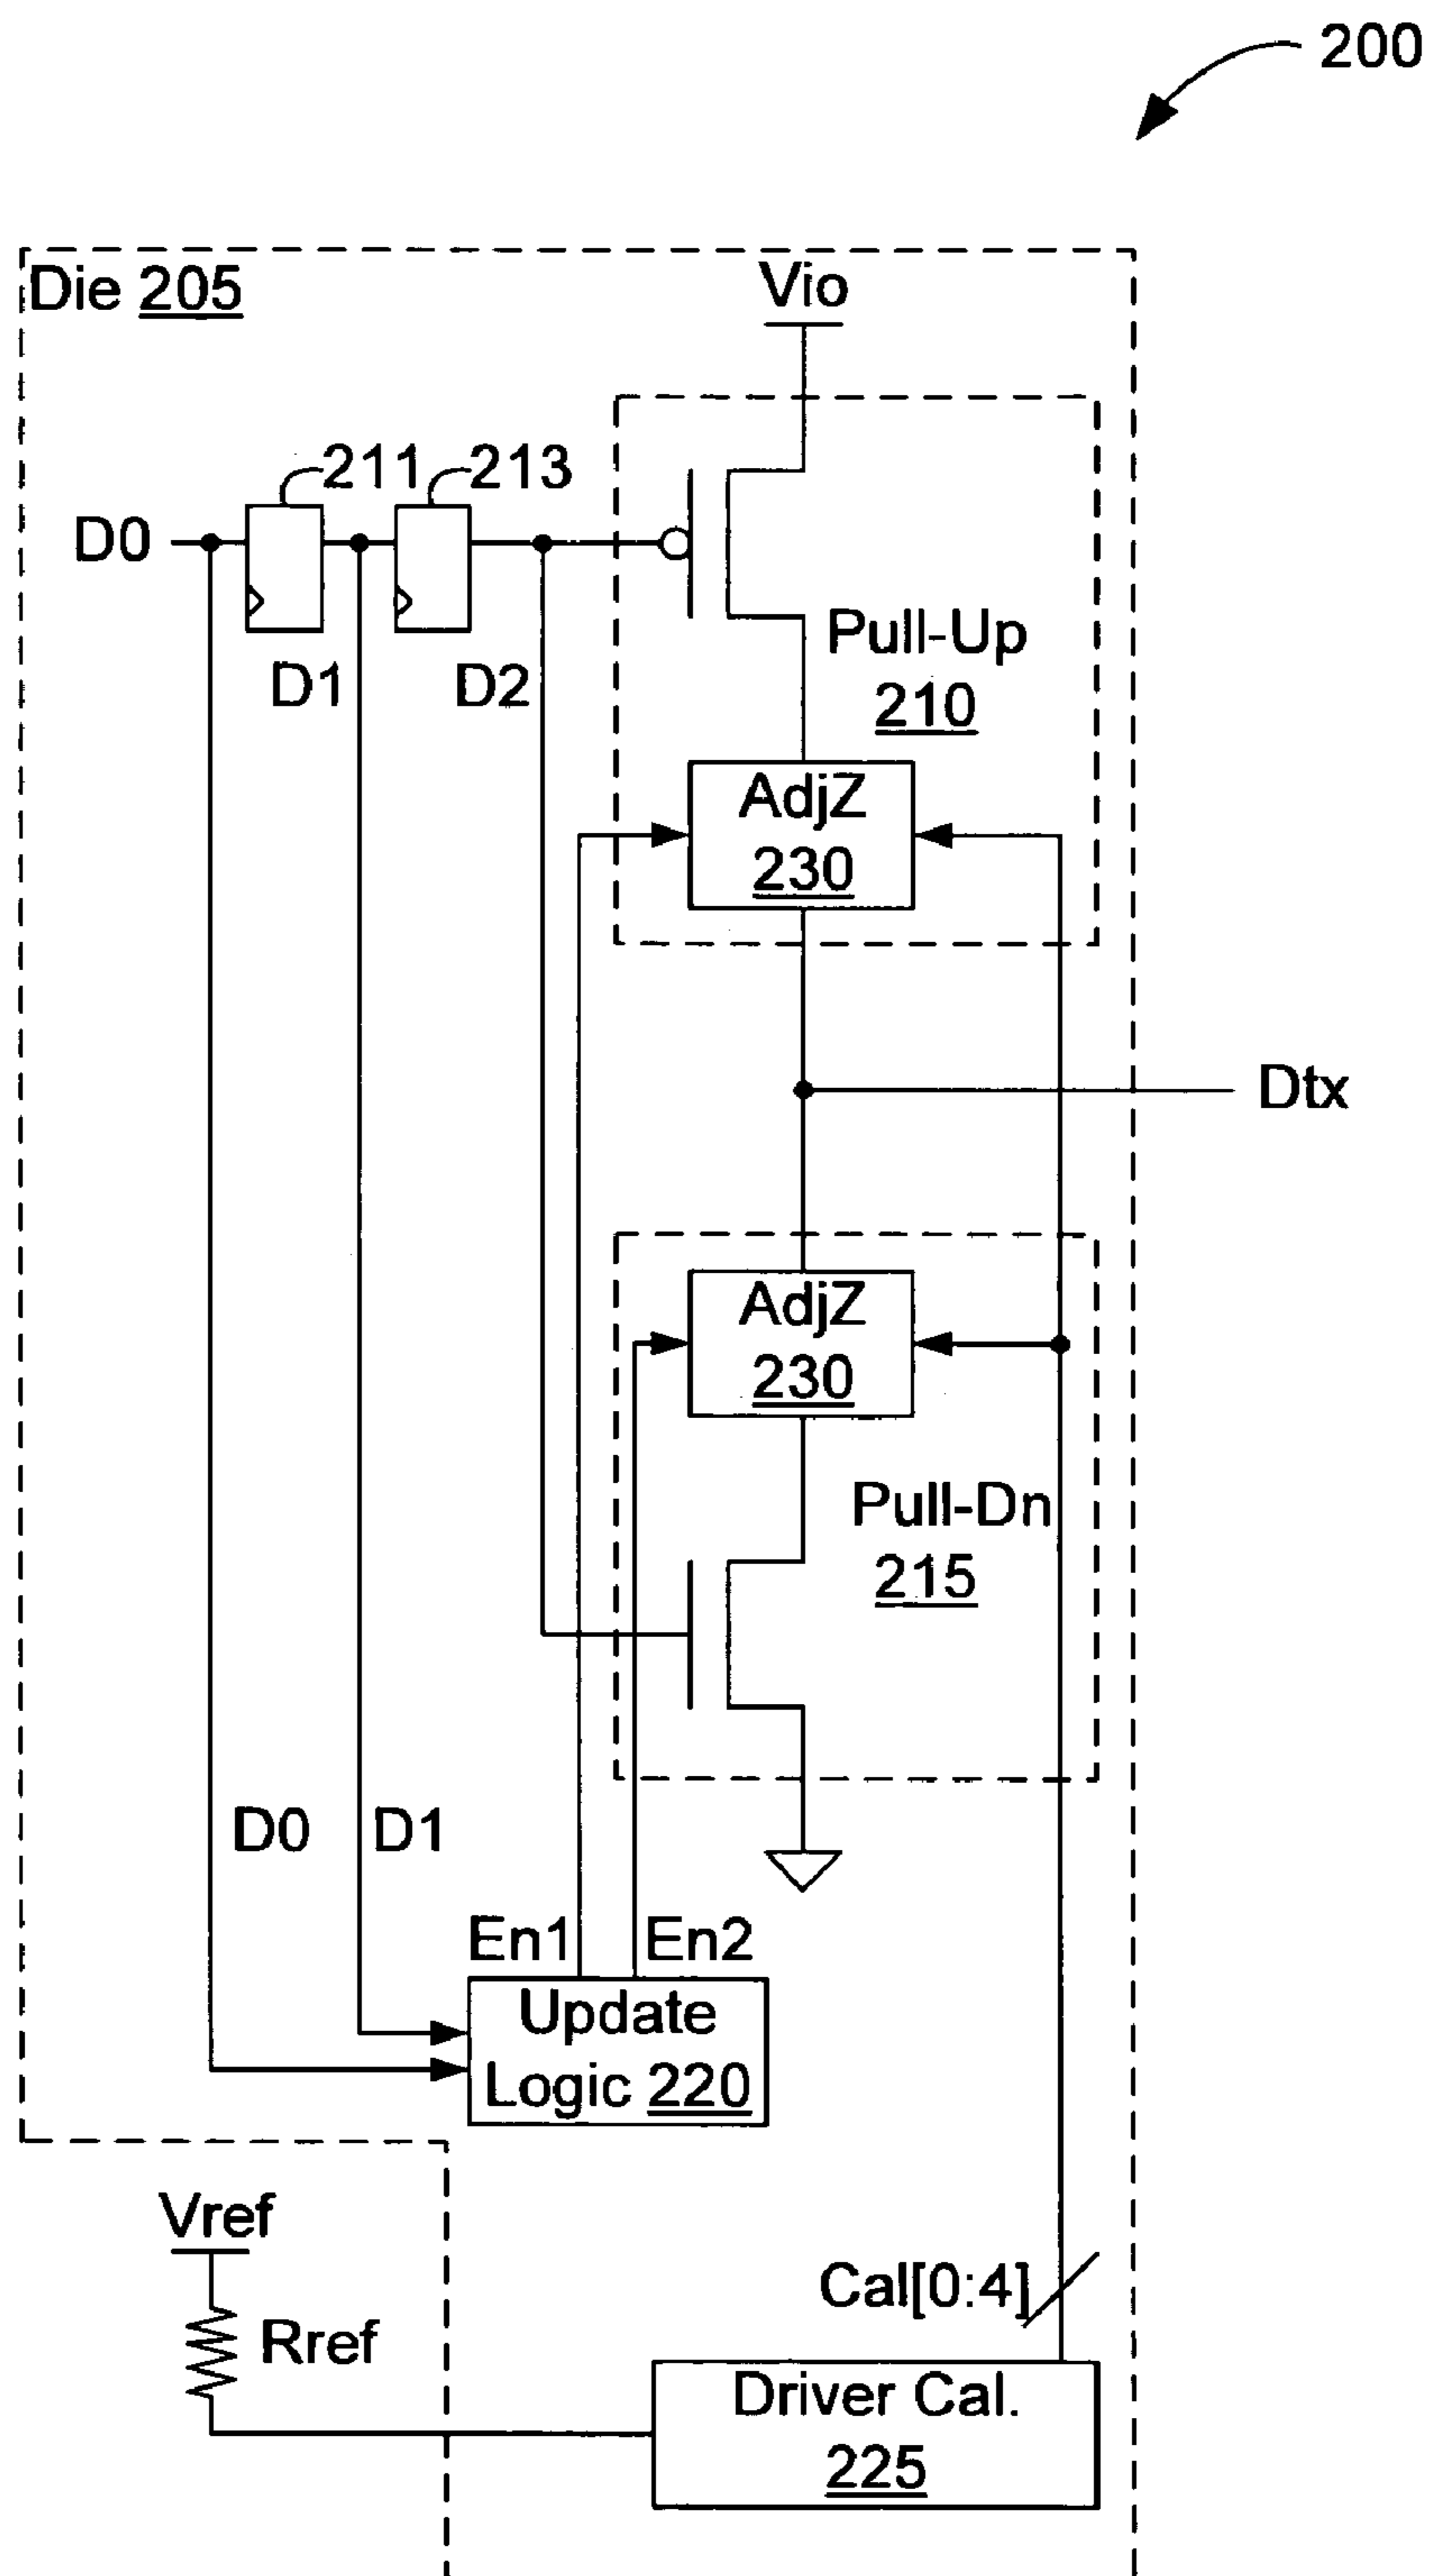 200
Die 205
Vio
211
213
D0
D1
D2
Pull-Up
210
AdjZ
230
Dtx
AdjZ
230
Pull-Dn
215
D0
D1
En1
En2
Update
Logic 220
Vref
Rref
Cal[0:4]
Driver Cal.
225